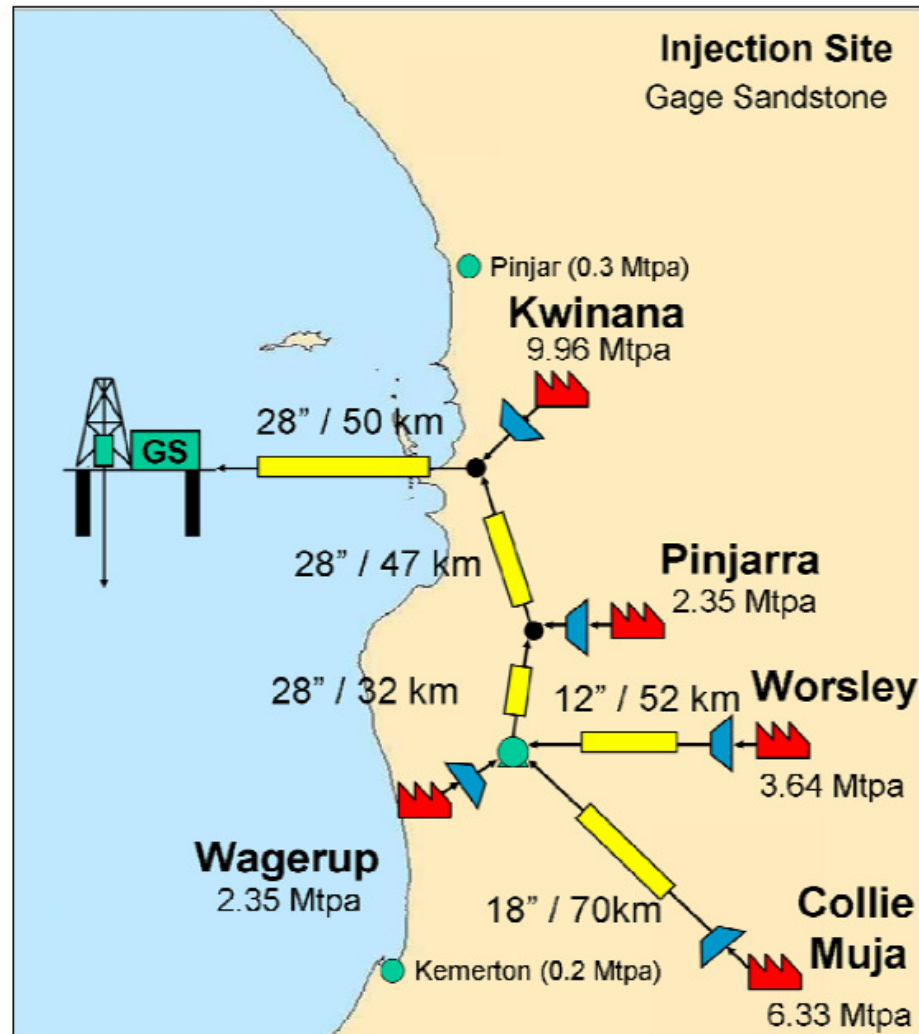 Injection Site
Gage Sandstone
Pinjar (0.3 Mtpa)
Kwinana
9.96 Mtpa
28” / 50 km
GS
28” / 47 km
Pinjarra
2.35 Mtpa
28” / 32 km
12” / 52 km
Worsley
3.64 Mtpa
Wagerup
2.35 Mtpa
18” / 70km
Collie
Muja
6.33 Mtpa
Kemerton (0.2 Mtpa)